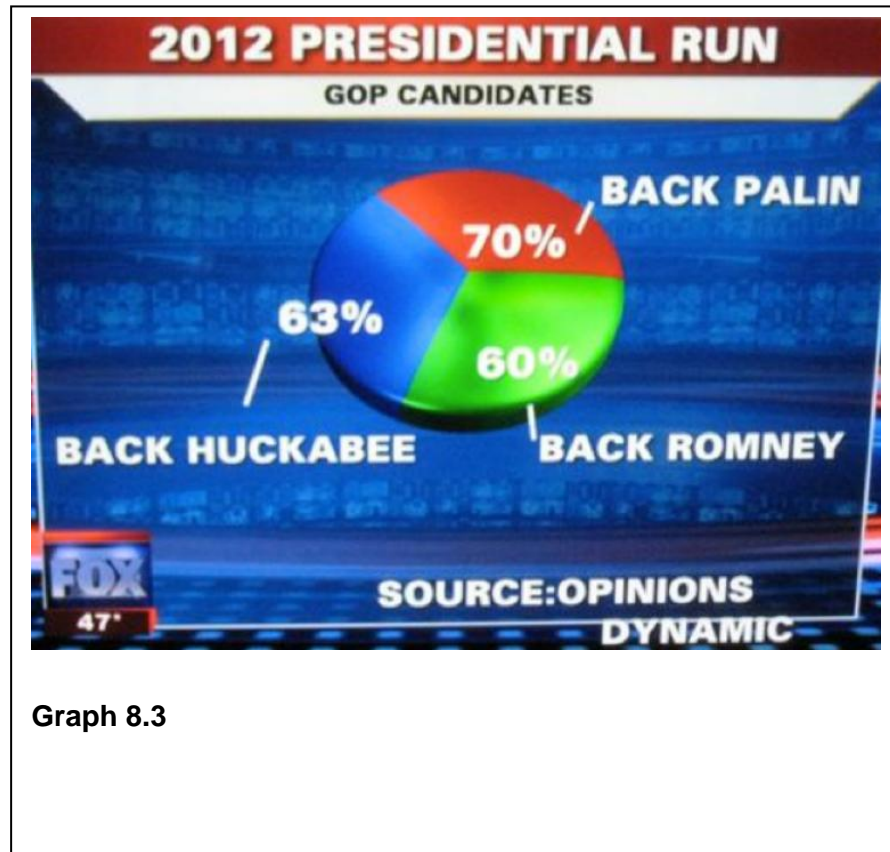 2012 PRESIDENTIAL RUN
GOP CANDIDATES
BACK PALIN
70%
63%
60%
BACK HUCKABEE
BACK ROMNEY
SOURCE:OPINIONS
DYNAMIC
FOX
47°
Graph 8.3